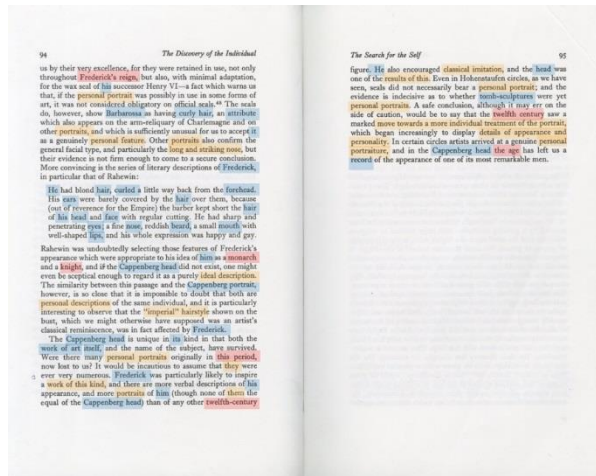 94 The Discovery of the Individual
us by their very excellence, for they were retained in use, not only
throughout Frederick's reign, but also, with minimal adaptation,
for the wax seal of his successor Henry VI—a fact which warns us
that, if the personal portrait was possibly in use in some forms of
art, it was not considered obligatory on official seals.⁴⁸ The seals
do, however, show Barbarossa as having curly hair, an attribute
which also appears on the arm-reliquary of Charlemagne and on
other portraits, and which is sufficiently unusual for us to accept it
as a genuinely personal feature. Other portraits also confirm the
general facial type, and particularly the long and striking nose, but
their evidence is not firm enough to come to a secure conclusion.
More convincing is the series of literary descriptions of Frederick,
in particular that of Rahewin:
He had blond hair, curled a little way back from the forehead.
His ears were barely covered by the hair over them, because
(out of reverence for the Empire) the barber kept short the hair
of his head and face with regular cutting. He had sharp and
penetrating eyes; a fine nose, reddish beard, a small mouth with
well-shaped lips, and his whole expression was happy and gay.
Rahewin was undoubtedly selecting those features of Frederick's
appearance which were appropriate to his idea of him as a monarch
and a knight, and if the Cappenberg head did not exist, one might
even be sceptical enough to regard it as a purely ideal description.
The similarity between this passage and the Cappenberg portrait,
however, is so close that it is impossible to doubt that both are
personal descriptions of the same individual, and it is particularly
interesting to observe that the "imperial" hairstyle shown on the
bust, which we might otherwise have supposed was an artist's
classical reminiscence, was in fact affected by Frederick.
The Cappenberg head is unique in its kind in that both the
work of art itself, and the name of the subject, have survived.
Were there many personal portraits originally in this period,
now lost to us? It would be incautious to assume that they were
ever very numerous. Frederick was particularly likely to inspire
a work of this kind, and there are more verbal descriptions of his
appearance, and more portraits of him (though none of them the
equal of the Cappenberg head) than of any other twelfth-century
The Search for the Self 95
figure. He also encouraged classical imitation, and the head was
one of the results of this. Even in Hohenstaufen circles, as we have
seen, seals did not necessarily bear a personal portrait; and the
evidence is indecisive as to whether tomb-sculptures were yet
personal portraits. A safe conclusion, although it may err on the
side of caution, would be to say that the twelfth century saw a
marked move towards a more individual treatment of the portrait,
which began increasingly to display details of appearance and
personality. In certain circles artists arrived at a genuine personal
portraiture, and in the Cappenberg head the age has left us a
record of the appearance of one of its most remarkable men.